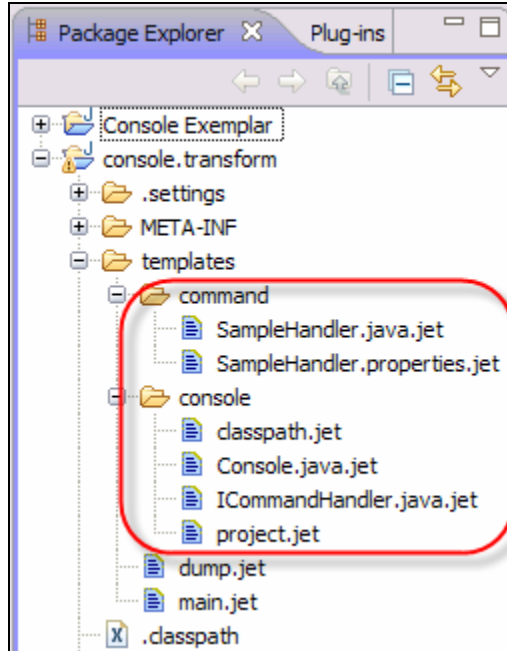 Package Explorer Plug-ins
Console Exemplar
console.transform
.settings
META-INF
templates
command
SampleHandler.java.jet
SampleHandler.properties.jet
console
classpath.jet
Console.java.jet
ICommandHandler.java.jet
project.jet
dump.jet
main.jet
.classpath